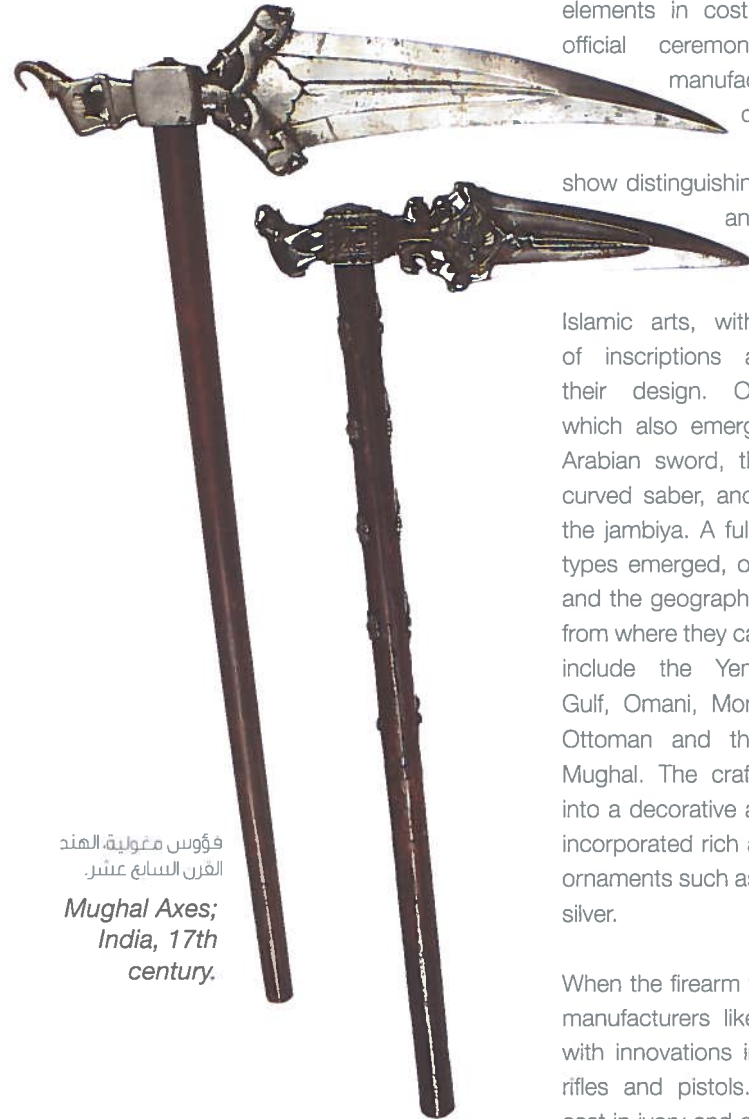 elements in cost
official ceremon
manufac
c
show distinguishin
an
Islamic arts, with
of inscriptions a
their design. O
which also emerg
Arabian sword, th
curved saber, and
the jambiya. A ful
types emerged, o
and the geograph
from where they ca
include the Yer
Gulf, Omani, Mor
Ottoman and th
Mughal. The craf
into a decorative a
incorporated rich a
ornaments such as
silver.
When the firearm
manufacturers like
with innovations i
rifles and pistols.
فؤوس مغولية، الهند
القرن السابع عشر.
Mughal Axes;
India, 17th
century.